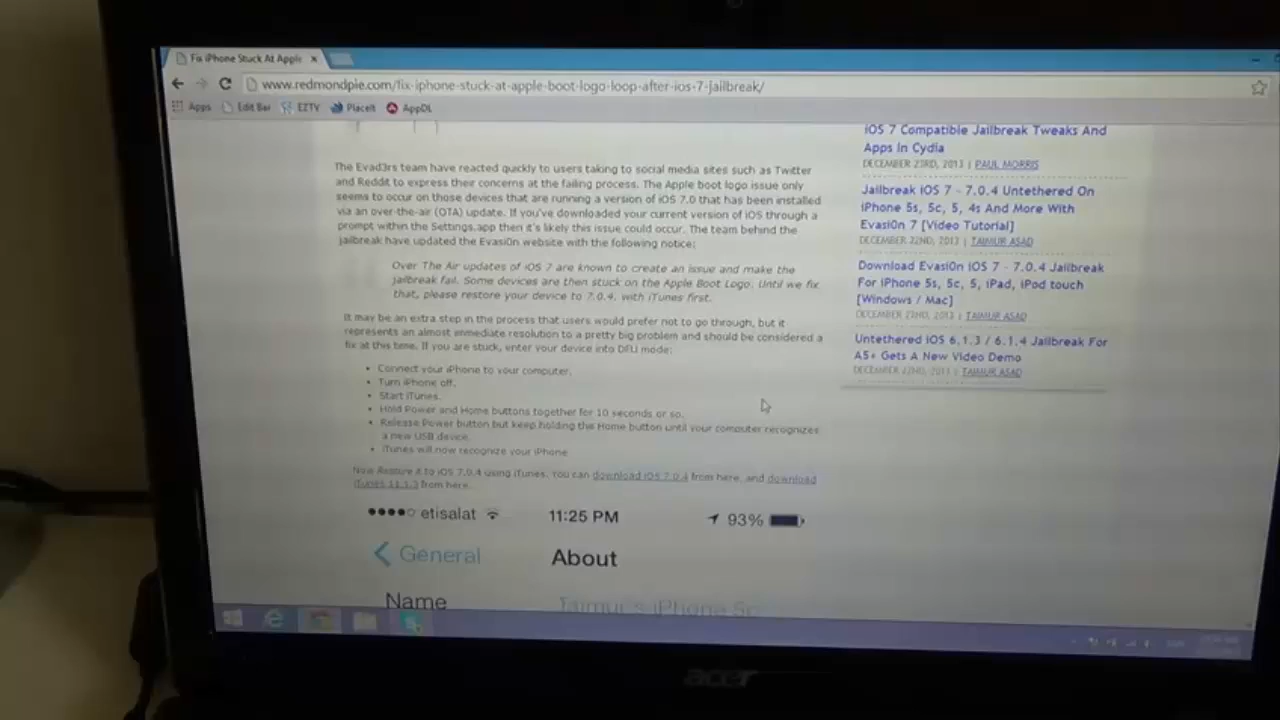 Fix iPhone Stuck At Apple
www.redmondpie.com/fix-iphone-stuck-at-apple-boot-logo-loop-after-ios-7-jailbreak/
Apps Edit Bar EZTV PlaceIt AppDL
The Evad3rs team have reacted quickly to users taking to social media sites such as Twitter
and Reddit to express their concerns at the failing process. The Apple boot logo issue only
seems to occur on those devices that are running a version of iOS 7.0 that has been installed
via an over-the-air (OTA) update. If you've downloaded your current version of iOS through a
prompt within the Settings.app then it's likely this issue could occur. The team behind the
jailbreak have updated the Evasi0n website with the following notice:
Over The Air updates of iOS 7 are known to create an issue and make the
jailbreak fail. Some devices are then stuck on the Apple Boot Logo. Until we fix
that, please restore your device to 7.0.4. with iTunes first.
It may be an extra step in the process that users would prefer not to go through, but it
represents an almost immediate resolution to a pretty big problem and should be considered a
fix at this time. If you are stuck, enter your device into DFU mode:
• Connect your iPhone to your computer.
• Turn iPhone off.
• Start iTunes.
• Hold Power and Home buttons together for 10 seconds or so.
• Release Power button but keep holding the Home button until your computer recognizes
a new USB device.
• iTunes will now recognize your iPhone
Now Restore it to iOS 7.0.4 using iTunes. You can download iOS 7.0.4 from here, and download
iTunes 11.1.3 from here.
etisalat 11:25 PM 93%
General About
Name Taimur's iPhone 5c
iOS 7 Compatible Jailbreak Tweaks And
Apps In Cydia
DECEMBER 23RD, 2013 | PAUL MORRIS
Jailbreak iOS 7 - 7.0.4 Untethered On
iPhone 5s, 5c, 5, 4s And More With
Evasi0n 7 [Video Tutorial]
DECEMBER 22ND, 2013 | TAIMUR ASAD
Download Evasi0n iOS 7 - 7.0.4 Jailbreak
For iPhone 5s, 5c, 5, iPad, iPod touch
[Windows / Mac]
DECEMBER 22ND, 2013 | TAIMUR ASAD
Untethered iOS 6.1.3 / 6.1.4 Jailbreak For
A5+ Gets A New Video Demo
DECEMBER 22ND, 2013 | TAIMUR ASAD
acer